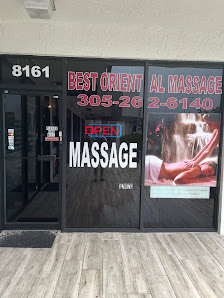 8161
BEST ORIENTAL MASSAGE
305-262-6140
OPEN
MASSAGE